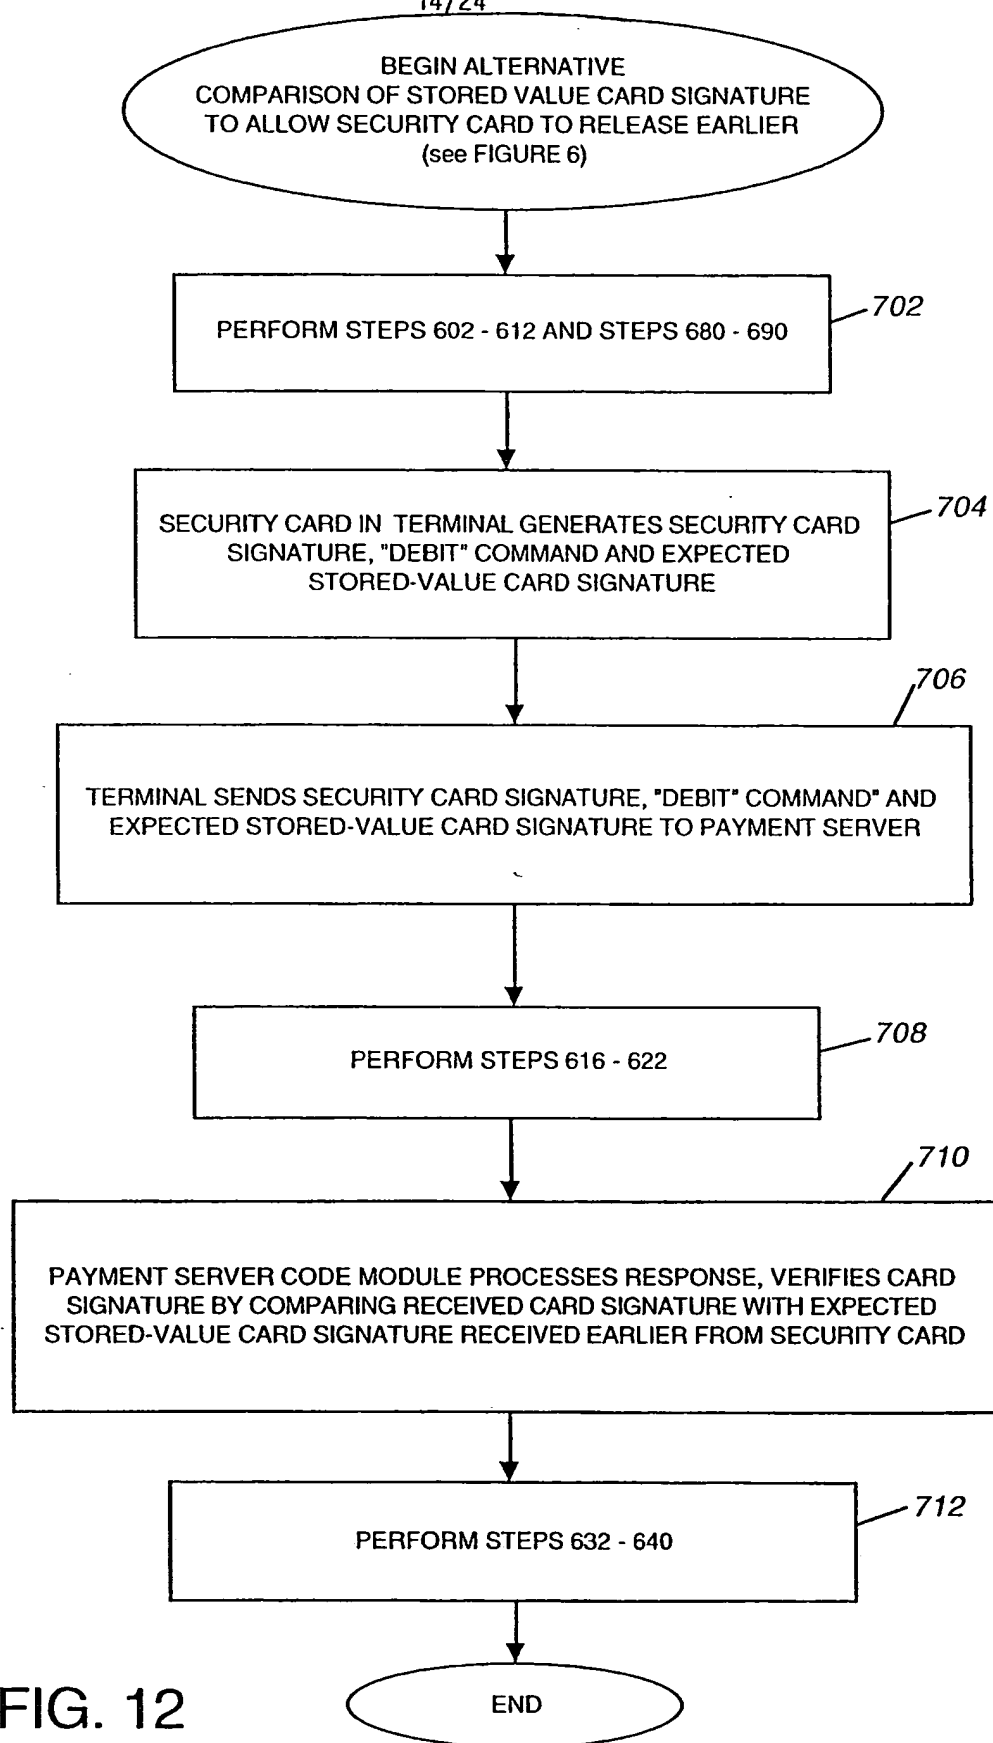 14/24
BEGIN ALTERNATIVE
COMPARISON OF STORED VALUE CARD SIGNATURE
TO ALLOW SECURITY CARD TO RELEASE EARLIER
(see FIGURE 6)
702
PERFORM STEPS 602 - 612 AND STEPS 680 - 690
704
SECURITY CARD IN TERMINAL GENERATES SECURITY CARD
SIGNATURE, "DEBIT" COMMAND AND EXPECTED
STORED-VALUE CARD SIGNATURE
706
TERMINAL SENDS SECURITY CARD SIGNATURE, "DEBIT" COMMAND" AND
EXPECTED STORED-VALUE CARD SIGNATURE TO PAYMENT SERVER
708
PERFORM STEPS 616 - 622
710
PAYMENT SERVER CODE MODULE PROCESSES RESPONSE, VERIFIES CARD
SIGNATURE BY COMPARING RECEIVED CARD SIGNATURE WITH EXPECTED
STORED-VALUE CARD SIGNATURE RECEIVED EARLIER FROM SECURITY CARD
712
PERFORM STEPS 632 - 640
END
FIG. 12